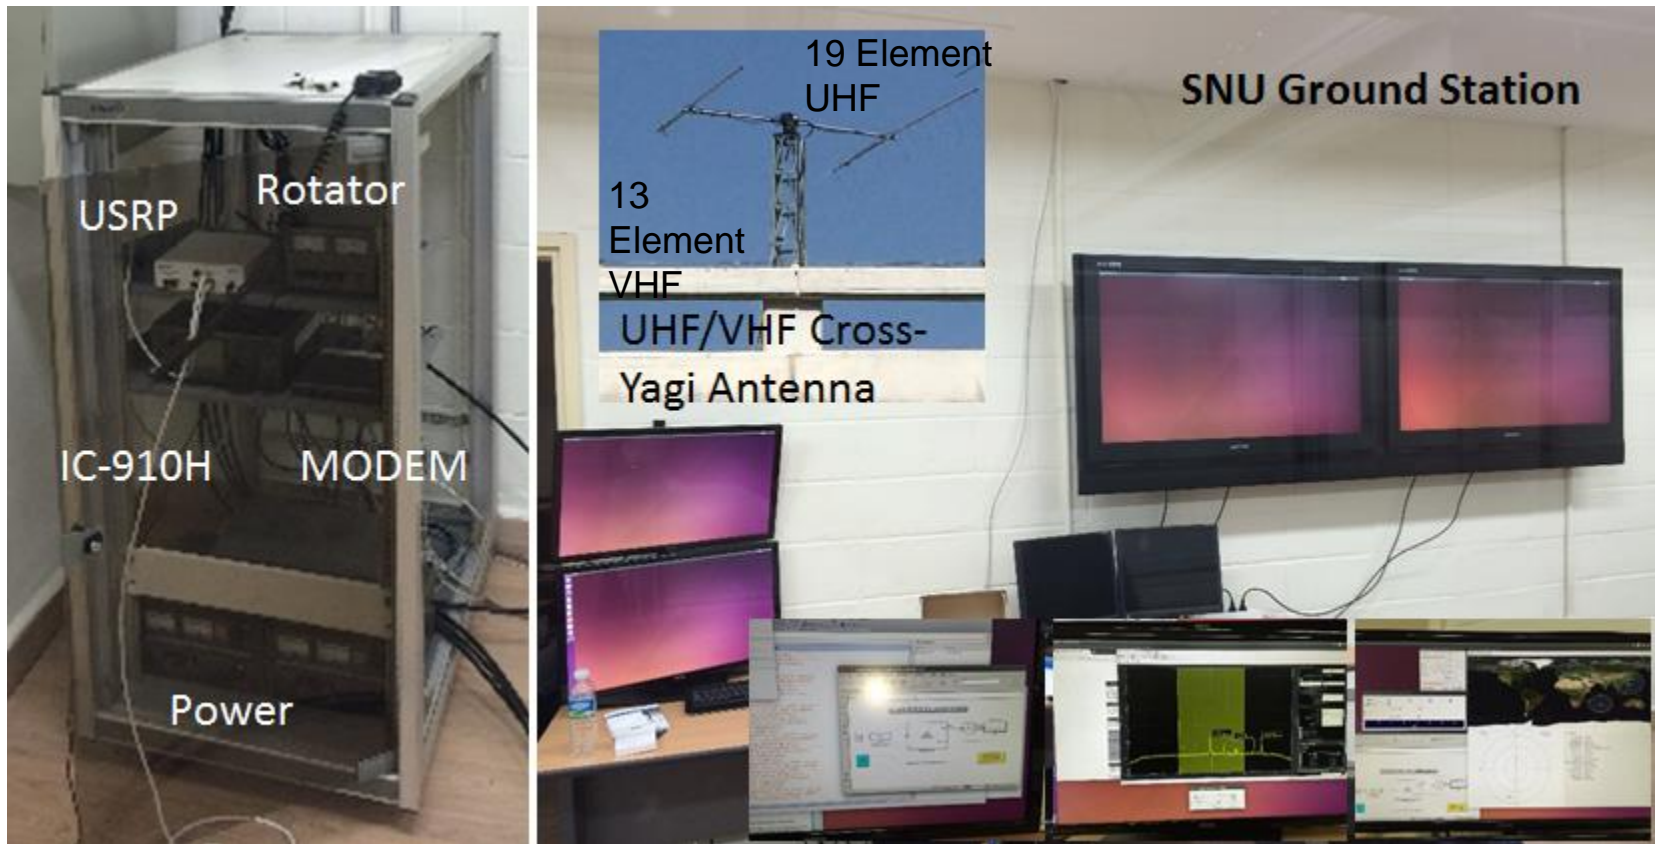 USRP
Rotator
IC-910H
MODEM
Power
19 Element
UHF
13
Element
VHF
UHF/VHF Cross-
Yagi Antenna
SNU Ground Station